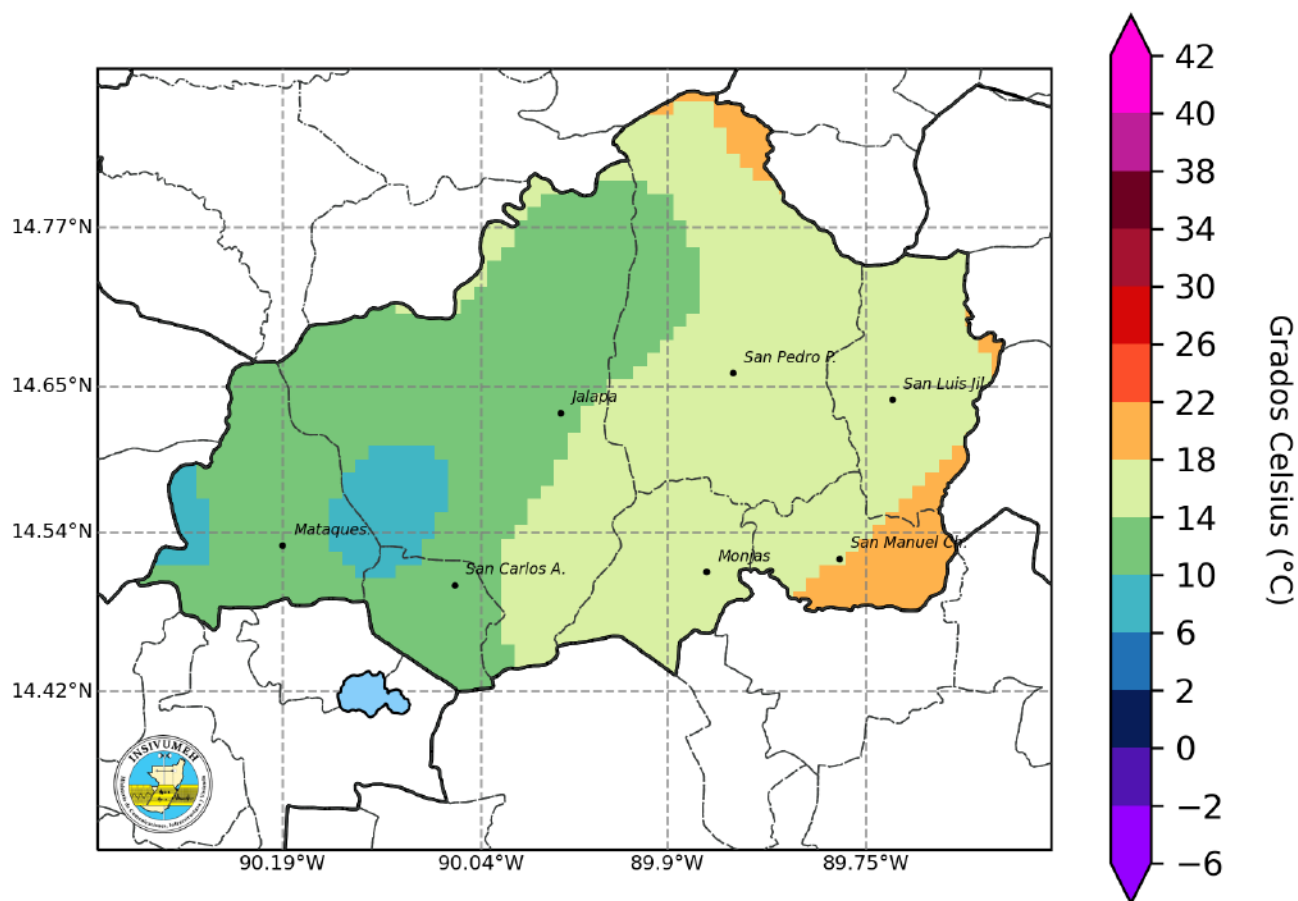 14.77°N
14.65°N
14.54°N
14.42°N
90.19°W
90.04°W
89.9°W
89.75°W
San Pedro P.
San Luis Jil
Jalapa
Mataques.
San Manuel Ch.
San Carlos A.
Monjas
INSIVUMEH
42
40
38
34
30
26
22
18
14
10
6
2
0
−2
−6
Grados Celsius (°C)